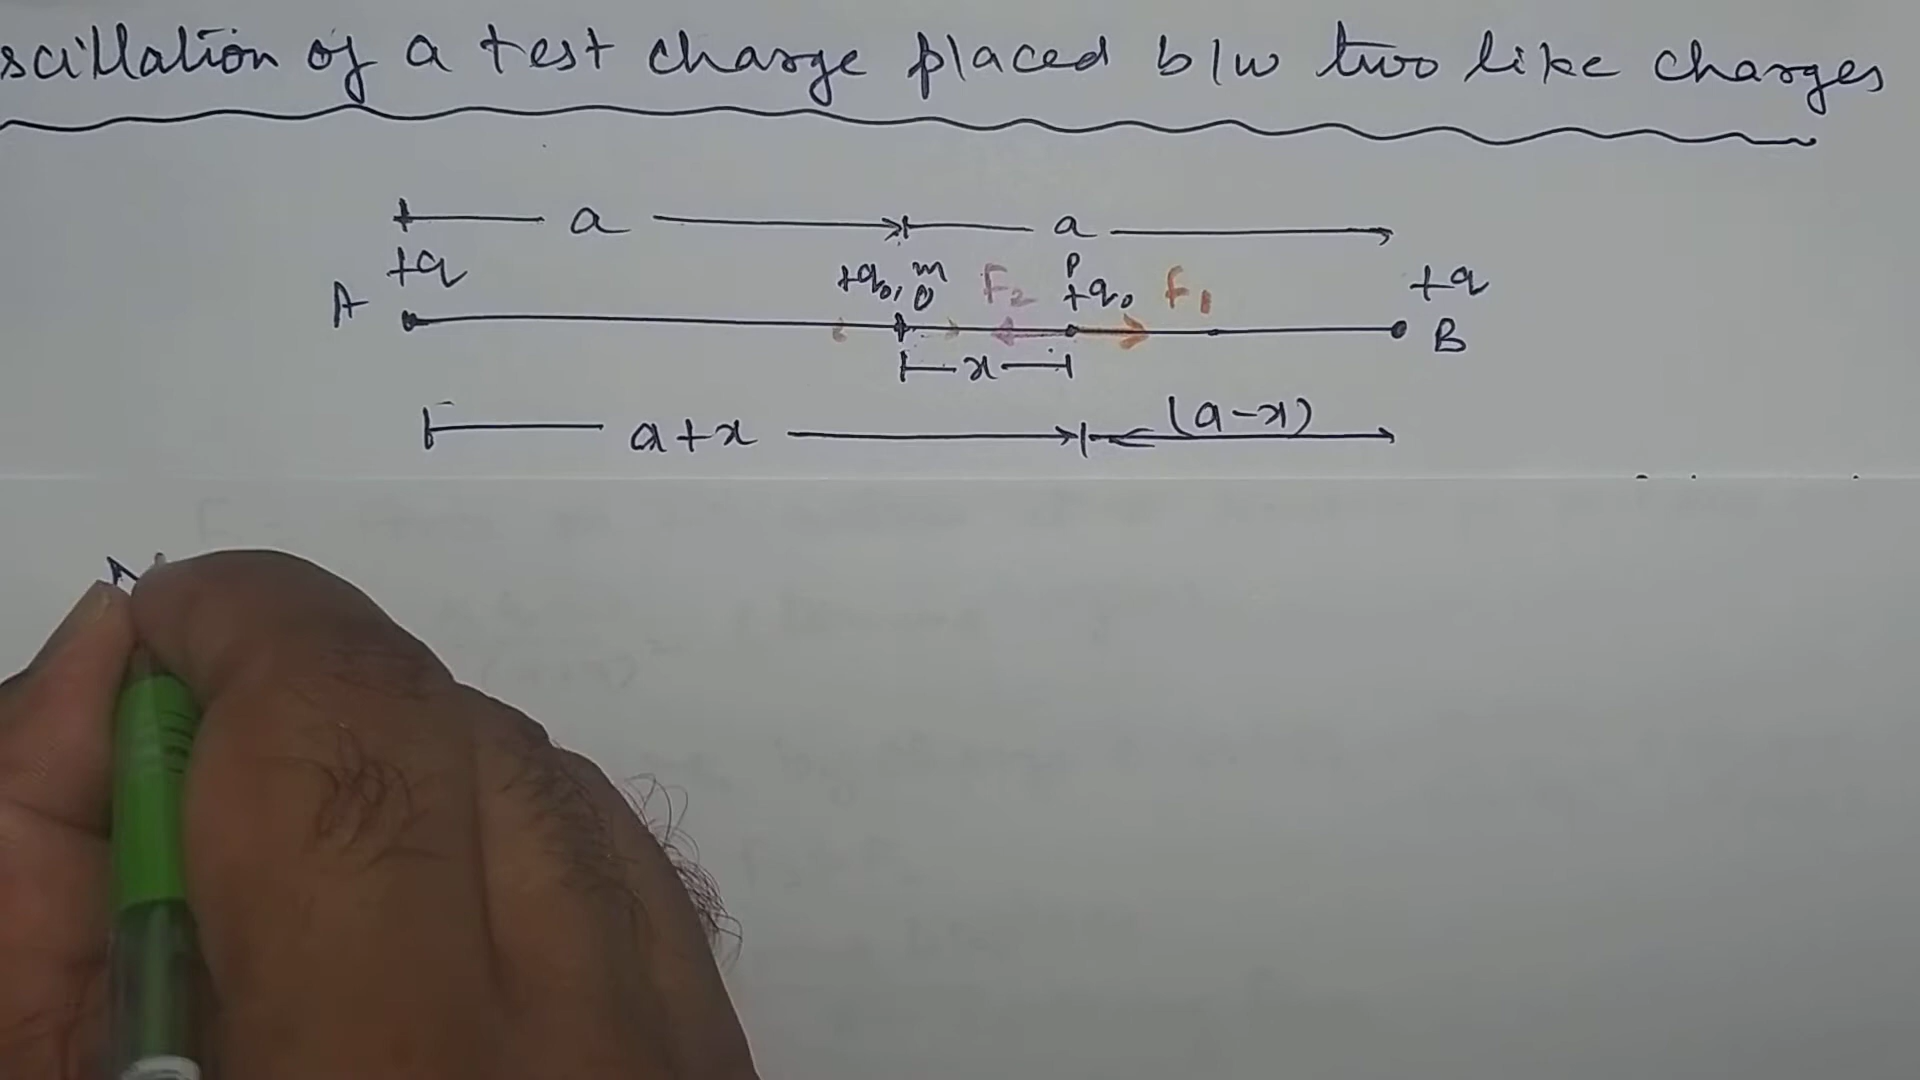 scillation of a test charge placed b/w two like charges
a a
+q +q₀, m F₂ P +q₀ F₁ +q
A O B
x
a+x (a-x)